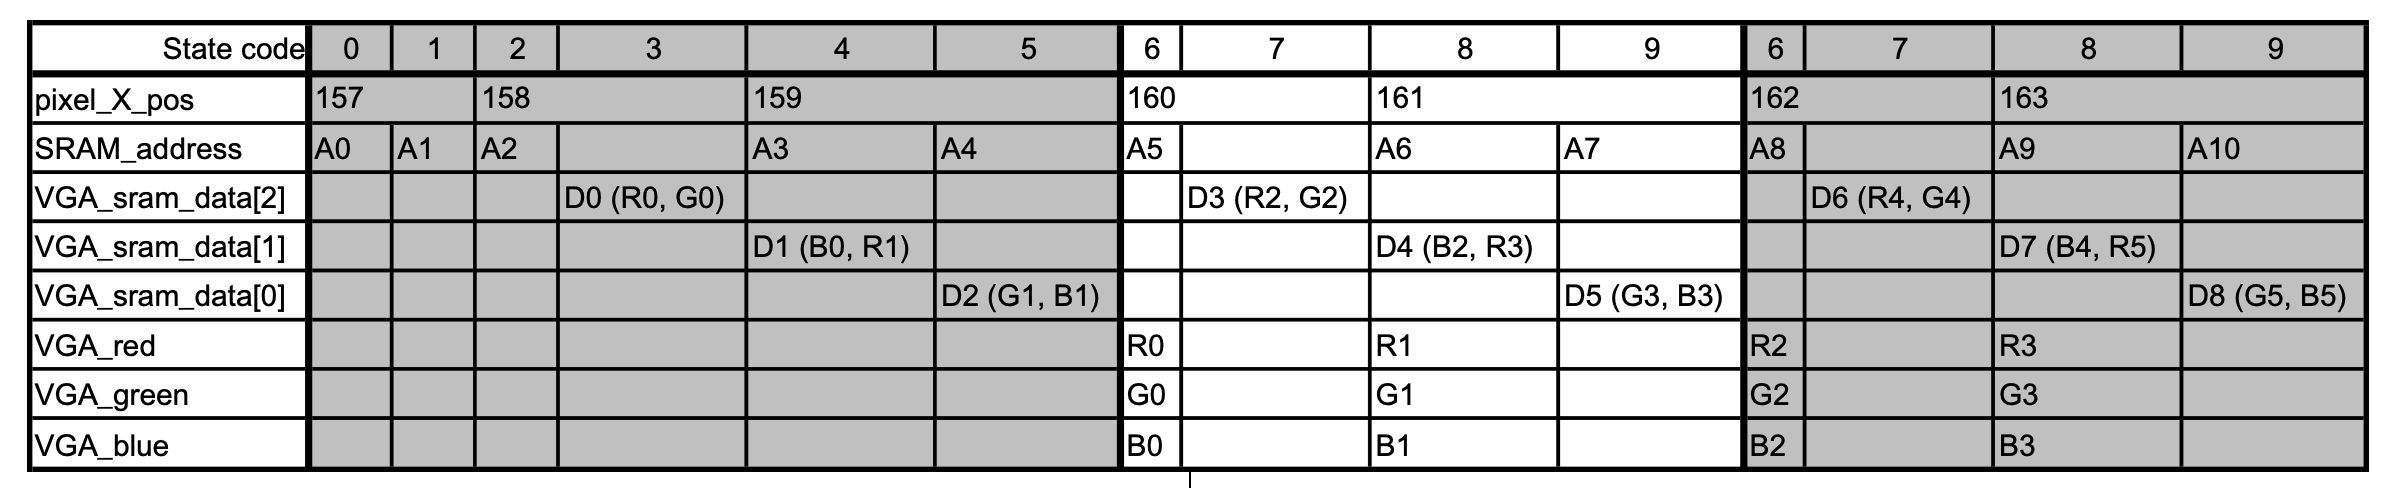 State code 0 1 2 3 4 5 6 7 8 9 6 7 8 9
pixel_X_pos 157 158 159 160 161 162 163
SRAM_address A0 A1 A2 A3 A4 A5 A6 A7 A8 A9 A10
VGA_sram_data[2] D0 (R0, G0) D3 (R2, G2) D6 (R4, G4)
VGA_sram_data[1] D1 (B0, R1) D4 (B2, R3) D7 (B4, R5)
VGA_sram_data[0] D2 (G1, B1) D5 (G3, B3) D8 (G5, B5)
VGA_red R0 R1 R2 R3
VGA_green G0 G1 G2 G3
VGA_blue B0 B1 B2 B3